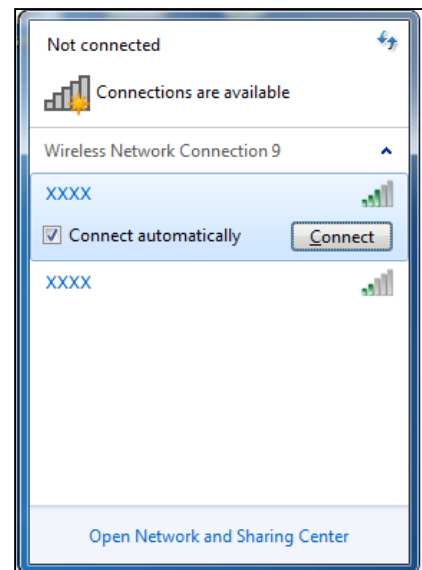 Not connected
Connections are available
Wireless Network Connection 9
XXXX
Connect automatically
Connect
XXXX
Open Network and Sharing Center